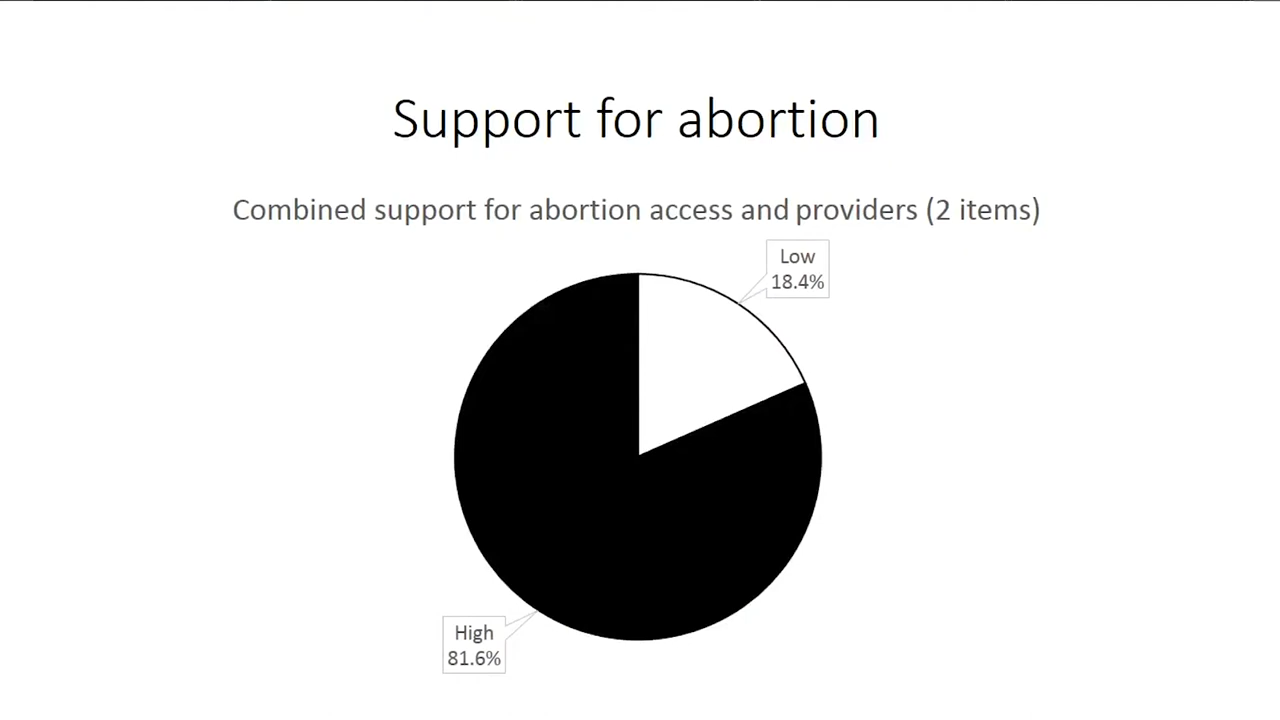 Support for abortion
Combined support for abortion access and providers (2 items)
Low
18.4%
High
81.6%